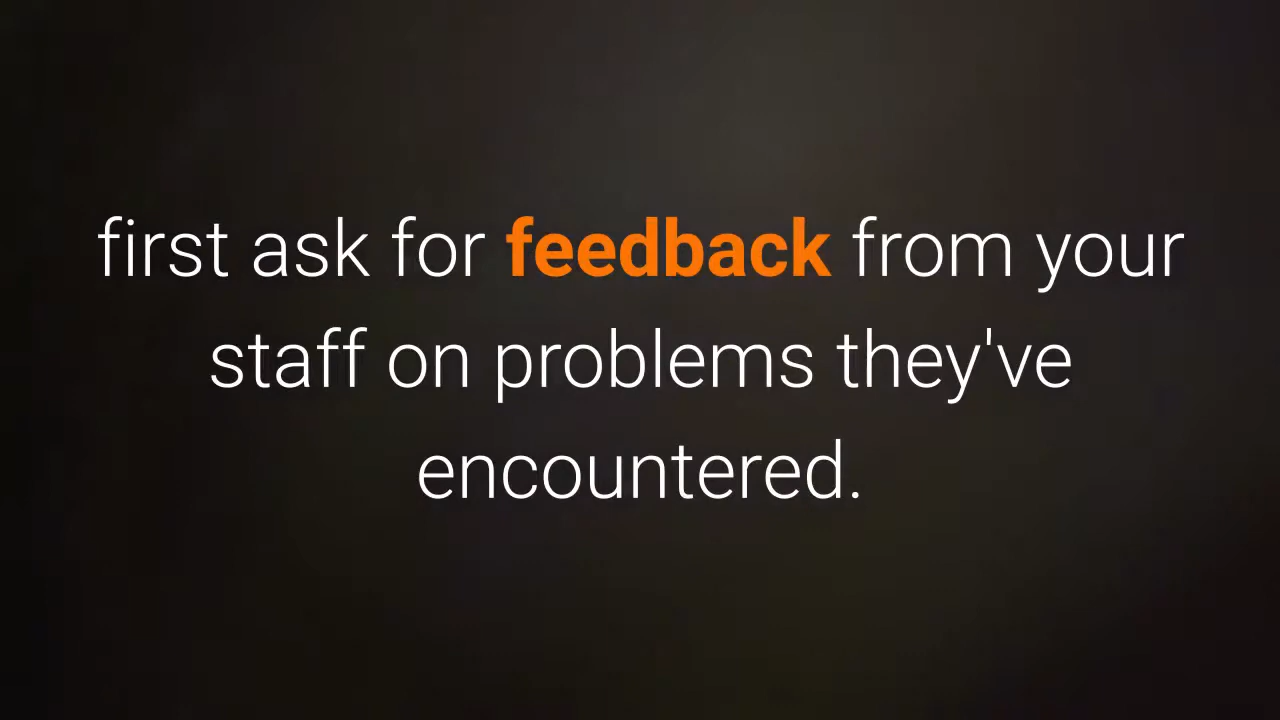 first ask for feedback from your
staff on problems they've
encountered.